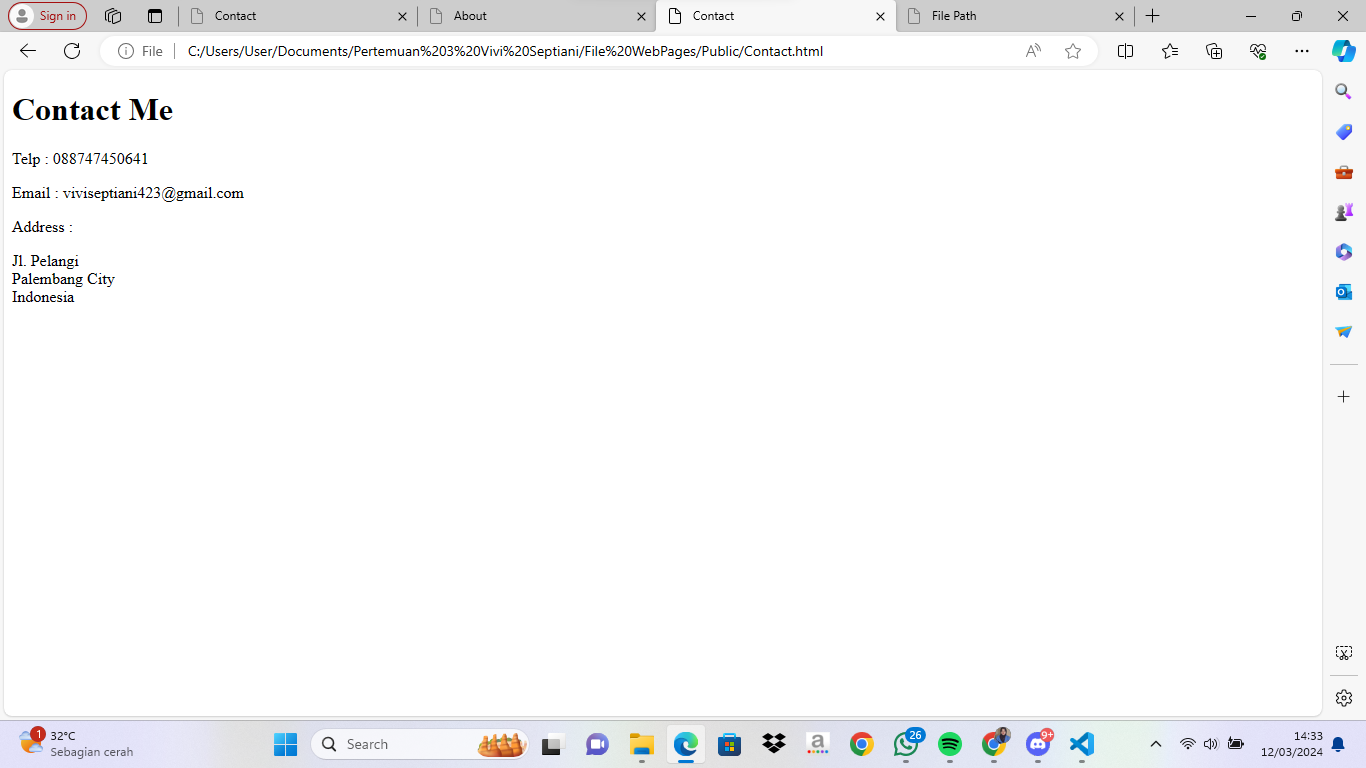 Sign in
Contact
About
Contact
File Path
File
C:/Users/User/Documents/Pertemuan%203%20Vivi%20Septiani/File%20WebPages/Public/Contact.html
Contact Me
Telp : 088747450641
Email : viviseptiani423@gmail.com
Address :
Jl. Pelangi
Palembang City
Indonesia
1
32°C
Sebagian cerah
Search
a
26
9+
14:33
12/03/2024